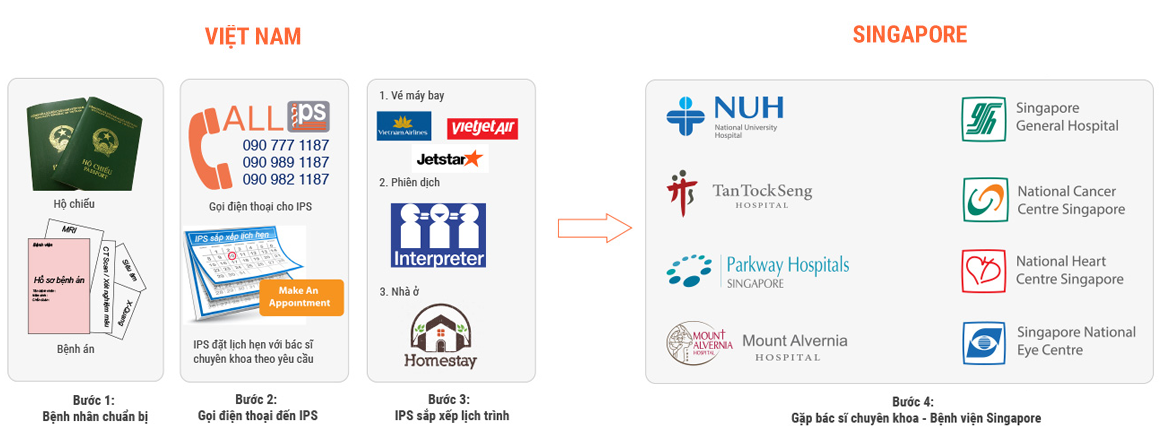 VIỆT NAM
SINGAPORE
HỘ CHIẾU
PASSPORT
Hộ chiếu
MRI
Bệnh viện
Hồ sơ bệnh án
CT Scan / Xét nghiệm máu
Siêu âm
X-Quang
Bệnh án
CALL ips
090 777 1187
090 989 1187
090 982 1187
Gọi điện thoại cho IPS
IPS sắp xếp lịch hẹn
Make An
Appointment
IPS đặt lịch hẹn với bác sĩ
chuyên khoa theo yêu cầu
1. Vé máy bay
Vietnam Airlines
vietjetAir
Jetstar
2. Phiên dịch
Interpreter
3. Nhà ở
Homestay
NUH
National University
Hospital
Singapore
General Hospital
TanTockSeng
HOSPITAL
National Cancer
Centre Singapore
Parkway Hospitals
SINGAPORE
National Heart
Centre Singapore
MOUNT
ALVERNIA
HOSPITAL
Mount Alvernia
HOSPITAL
Singapore National
Eye Centre
Bước 1:
Bệnh nhân chuẩn bị
Bước 2:
Gọi điện thoại đến IPS
Bước 3:
IPS sắp xếp lịch trình
Bước 4:
Gặp bác sĩ chuyên khoa - Bệnh viện Singapore